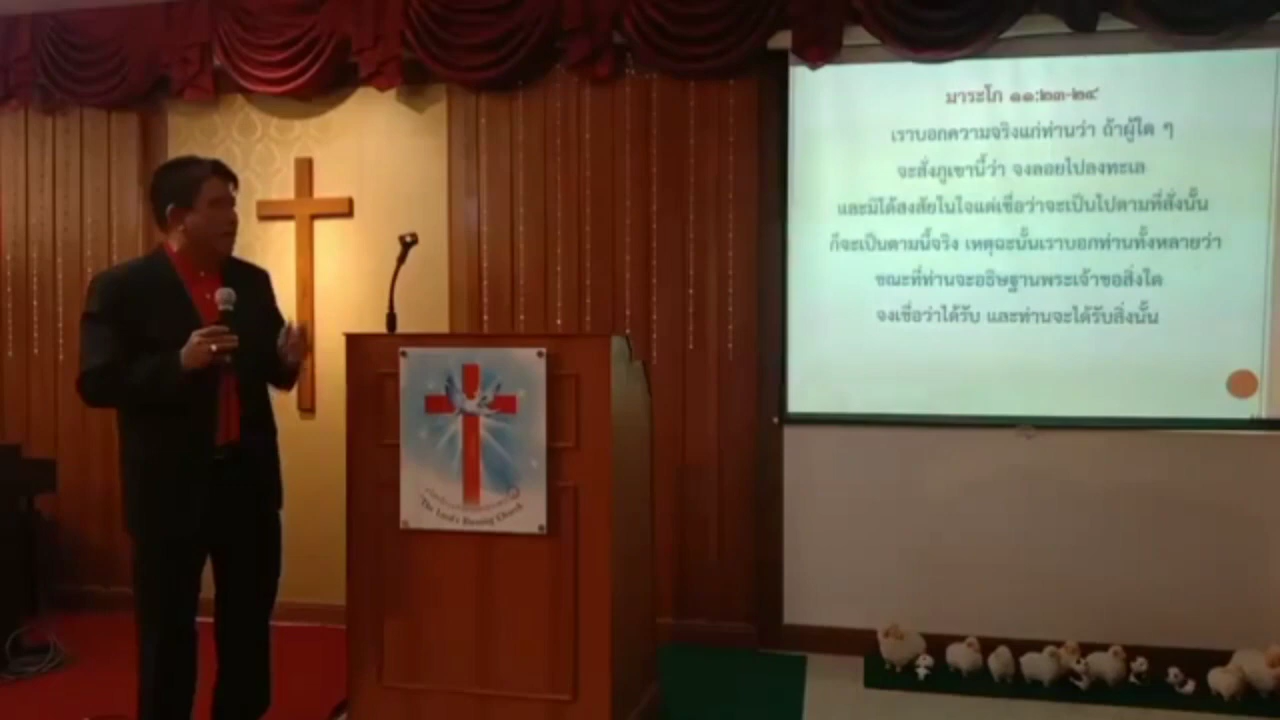 มาระโก ๑๑:๒๓-๒๔
เราบอกความจริงแก่ท่านว่า ถ้าผู้ใด ๆ
จะสั่งภูเขานี้ว่า จงลอยไปลงทะเล
และมิได้สงสัยในใจแต่เชื่อว่าจะเป็นไปตามที่สั่งนั้น
ก็จะเป็นตามนี้จริง เหตุฉะนั้นเราบอกท่านทั้งหลายว่า
ขณะที่ท่านจะอธิษฐานพระเจ้าขอสิ่งใด
จงเชื่อว่าได้รับ และท่านจะได้รับสิ่งนั้น
The Lord's Church